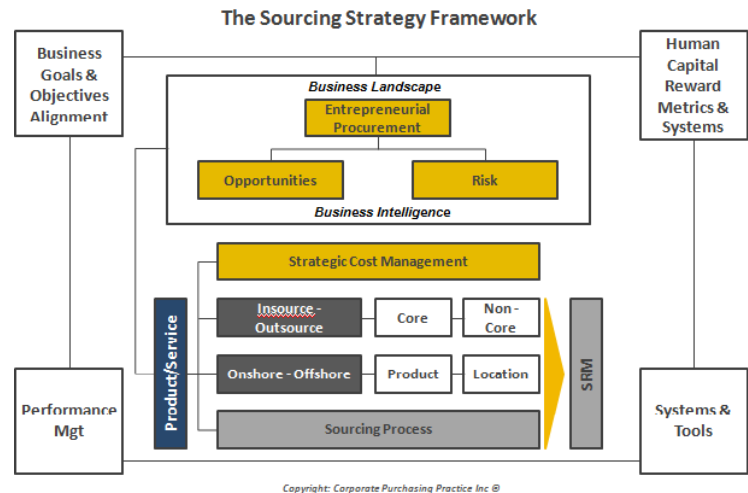 The Sourcing Strategy Framework
Business
Goals &
Objectives
Alignment
Human
Capital
Reward
Metrics &
Systems
Business Landscape
Entrepreneurial
Procurement
Opportunities
Risk
Business Intelligence
Strategic Cost Management
Product/Service
Insource -
Outsource
Core
Non -
Core
Onshore - Offshore
Product
Location
SRM
Sourcing Process
Performance
Mgt
Systems &
Tools
Copyright: Corporate Purchasing Practice Inc ®